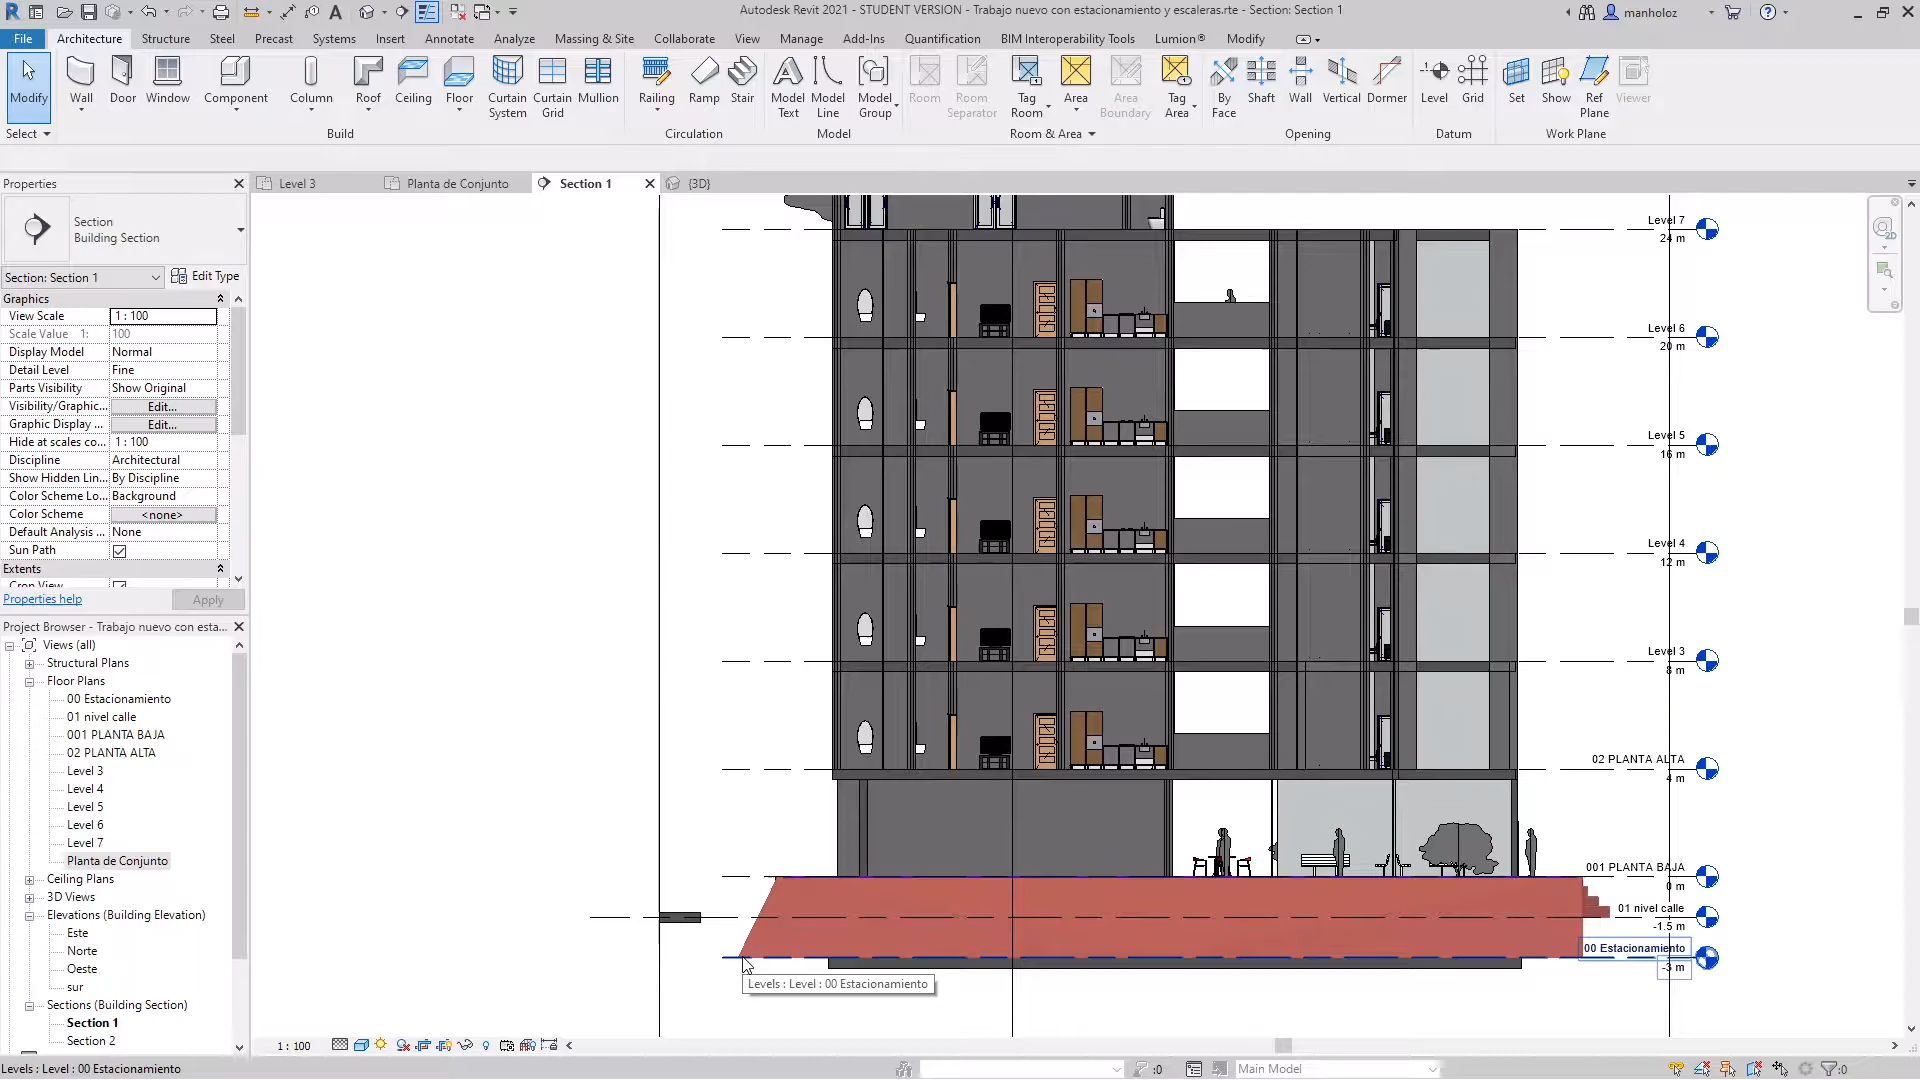 Autodesk Revit 2021 - STUDENT VERSION - Trabajo nuevo con estacionamiento y escaleras.rte - Section: Section 1
manholoz
File Architecture Structure Steel Precast Systems Insert Annotate Analyze Massing & Site Collaborate View Manage Add-Ins Quantification BIM Interoperability Tools Lumion® Modify
Modify Wall Door Window Component Column Roof Ceiling Floor Curtain System Curtain Grid Mullion Railing Ramp Stair Model Text Model Line Model Group Room Room Separator Tag Room Area Area Boundary Tag Area By Face Shaft Wall Vertical Dormer Level Grid Set Show Ref Plane Viewer
Select Build Circulation Model Room & Area Opening Datum Work Plane
Properties
Level 3 Planta de Conjunto Section 1 {3D}
Section
Building Section
Section: Section 1 Edit Type
Graphics
View Scale 1 : 100
Scale Value 1: 100
Display Model Normal
Detail Level Fine
Parts Visibility Show Original
Visibility/Graphic... Edit...
Graphic Display ... Edit...
Hide at scales co... 1 : 100
Discipline Architectural
Show Hidden Lin... By Discipline
Color Scheme Lo... Background
Color Scheme <none>
Default Analysis ... None
Sun Path
Extents
Crop View
Properties help Apply
Project Browser - Trabajo nuevo con esta...
Views (all)
Structural Plans
Floor Plans
00 Estacionamiento
01 nivel calle
001 PLANTA BAJA
02 PLANTA ALTA
Level 3
Level 4
Level 5
Level 6
Level 7
Planta de Conjunto
Ceiling Plans
3D Views
Elevations (Building Elevation)
Este
Norte
Oeste
sur
Sections (Building Section)
Section 1
Section 2
2D
Level 7
24 m
Level 6
20 m
Level 5
16 m
Level 4
12 m
Level 3
8 m
02 PLANTA ALTA
4 m
001 PLANTA BAJA
0 m
01 nivel calle
-1.5 m
00 Estacionamiento
-3 m
Levels : Level : 00 Estacionamiento
1 : 100
Levels : Level : 00 Estacionamiento
:0
Main Model
:0